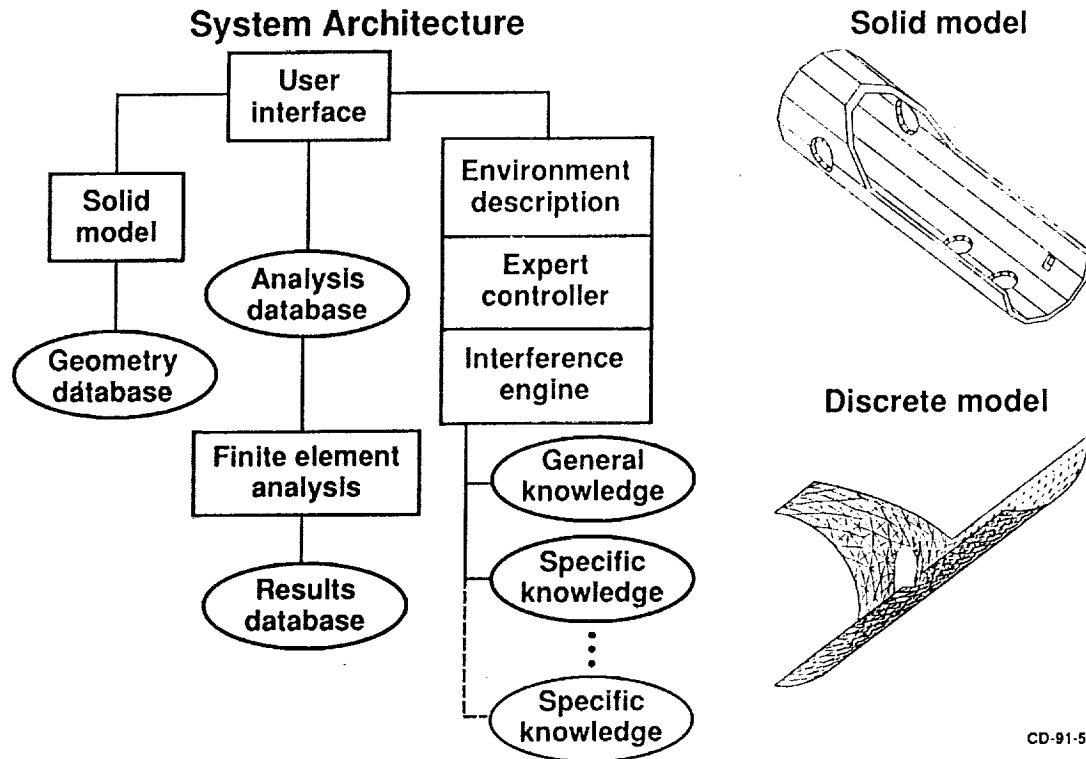 System Architecture
User
interface
Solid
model
Geometry
database
Analysis
database
Finite element
analysis
Results
database
Environment
description
Expert
controller
Interference
engine
General
knowledge
Specific
knowledge
Specific
knowledge
Solid model
Discrete model
CD-91-5